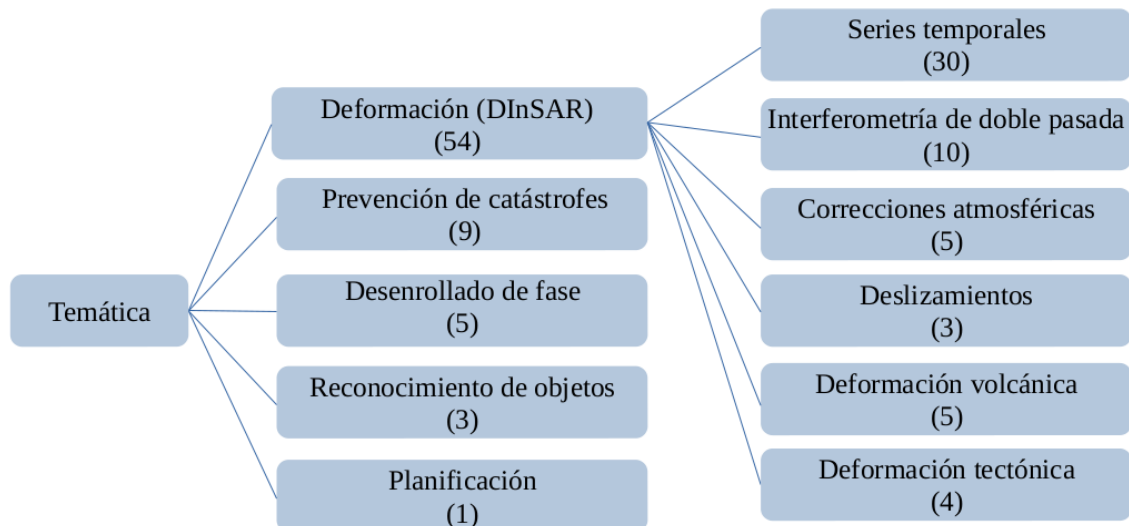 Temática
Deformación (DInSAR)
(54)
Prevención de catástrofes
(9)
Desenrollado de fase
(5)
Reconocimiento de objetos
(3)
Planificación
(1)
Series temporales
(30)
Interferometría de doble pasada
(10)
Correcciones atmosféricas
(5)
Deslizamientos
(3)
Deformación volcánica
(5)
Deformación tectónica
(4)